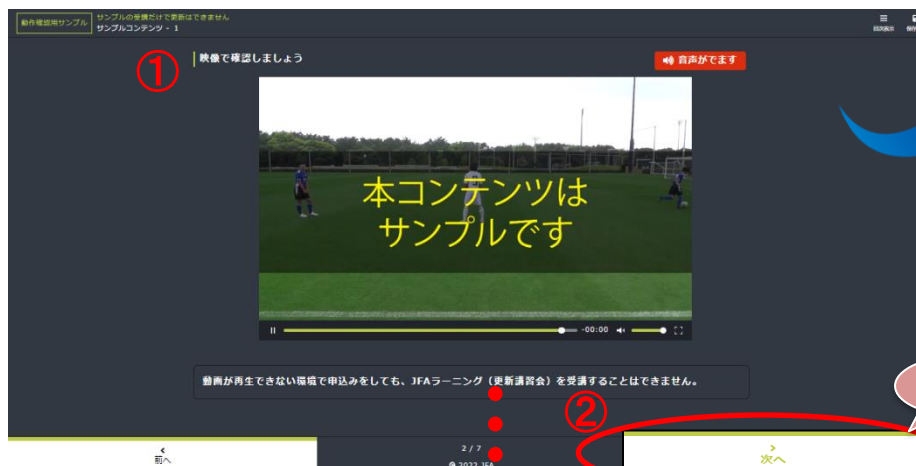 動作確認用サンプル
サンプルの受講だけで更新はできません
サンプルコンテンツ - 1
目次表示
①
映像で確認しましょう
音声がでます
本コンテンツは
サンプルです
-00:00
動画が再生できない環境で申込みをしても、JFAラーニング（更新講習会）を受講することはできません。
②
前へ
2 / 7
© 2022 JFA
次へ